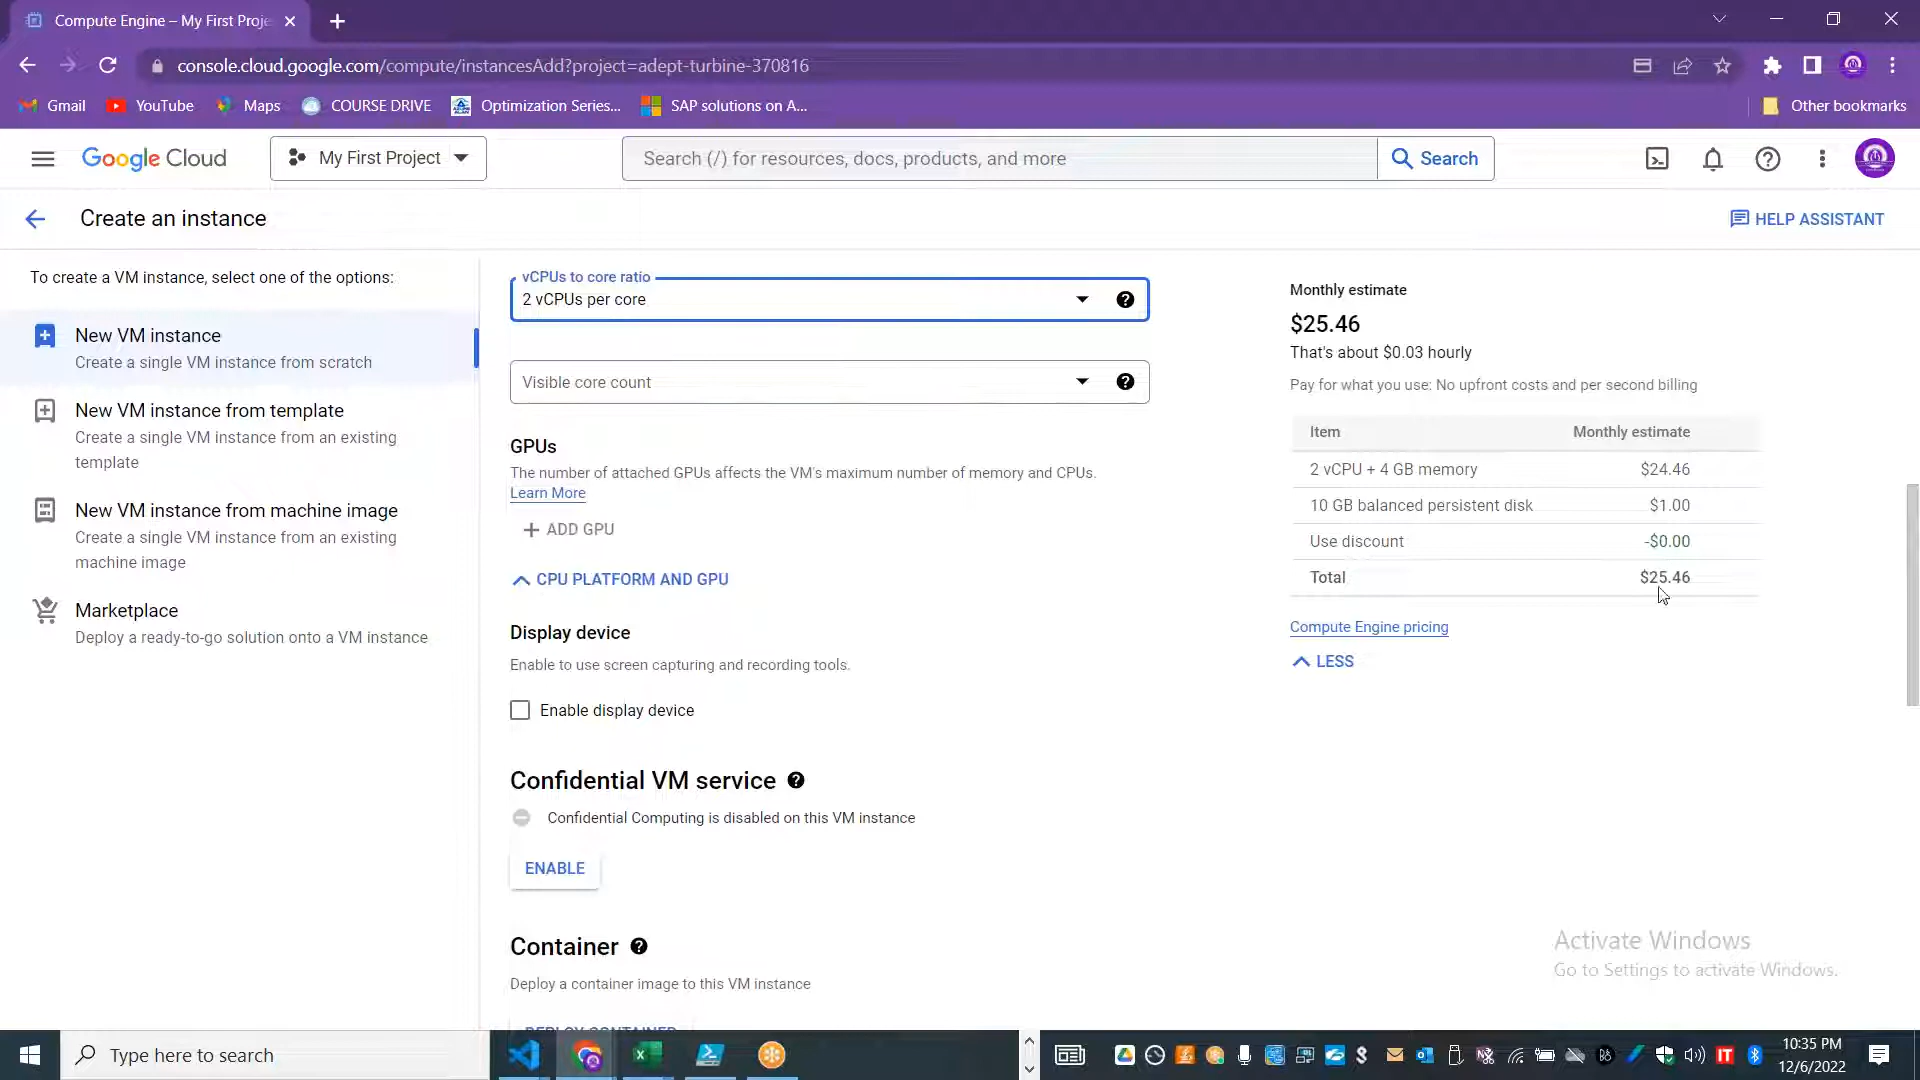 Compute Engine – My First Proje
console.cloud.google.com/compute/instancesAdd?project=adept-turbine-370816
Gmail
YouTube
Maps
COURSE DRIVE
Optimization Series...
SAP solutions on A...
Other bookmarks
Google Cloud
My First Project
Search (/) for resources, docs, products, and more
Search
Create an instance
HELP ASSISTANT
To create a VM instance, select one of the options:
New VM instance
Create a single VM instance from scratch
New VM instance from template
Create a single VM instance from an existing
template
New VM instance from machine image
Create a single VM instance from an existing
machine image
Marketplace
Deploy a ready-to-go solution onto a VM instance
vCPUs to core ratio
2 vCPUs per core
Visible core count
GPUs
The number of attached GPUs affects the VM's maximum number of memory and CPUs.
Learn More
ADD GPU
CPU PLATFORM AND GPU
Display device
Enable to use screen capturing and recording tools.
Enable display device
Confidential VM service
Confidential Computing is disabled on this VM instance
ENABLE
Container
Deploy a container image to this VM instance
DEPLOY CONTAINER
Monthly estimate
$25.46
That's about $0.03 hourly
Pay for what you use: No upfront costs and per second billing
Item Monthly estimate
2 vCPU + 4 GB memory $24.46
10 GB balanced persistent disk $1.00
Use discount -$0.00
Total $25.46
Compute Engine pricing
LESS
Activate Windows
Go to Settings to activate Windows.
Type here to search
10:35 PM
12/6/2022